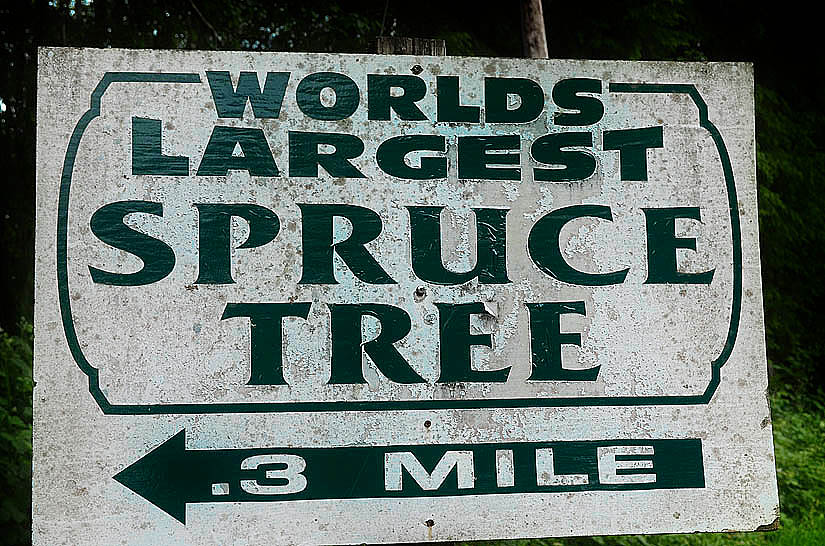 WORLDS
LARGEST
SPRUCE
TREE
.3 MILE